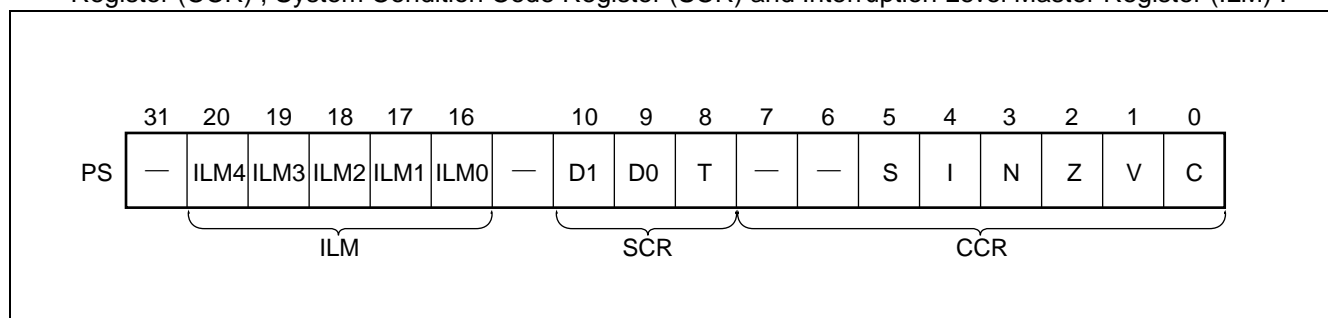 Register (CCR) , System Condition Code Register (CCR) and Interruption Level Master Register (ILM) .
31 20 19 18 17 16 10 9 8 7 6 5 4 3 2 1 0
PS — ILM4 ILM3 ILM2 ILM1 ILM0 — D1 D0 T — — S I N Z V C
ILM SCR CCR